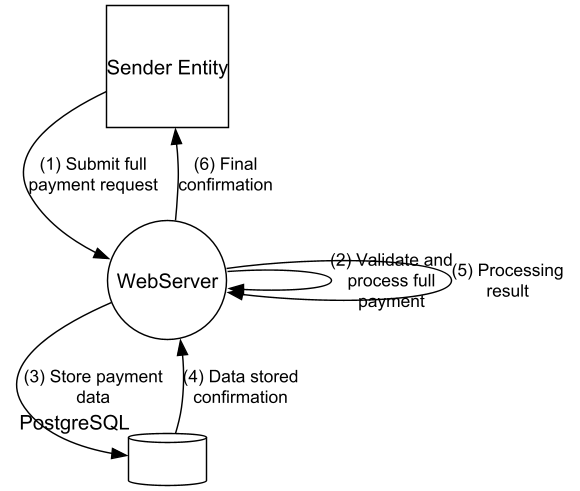 Sender Entity
(1) Submit full
payment request
(6) Final
confirmation
WebServer
(2) Validate and
process full
payment
(5) Processing
result
(3) Store payment
data
(4) Data stored
confirmation
PostgreSQL